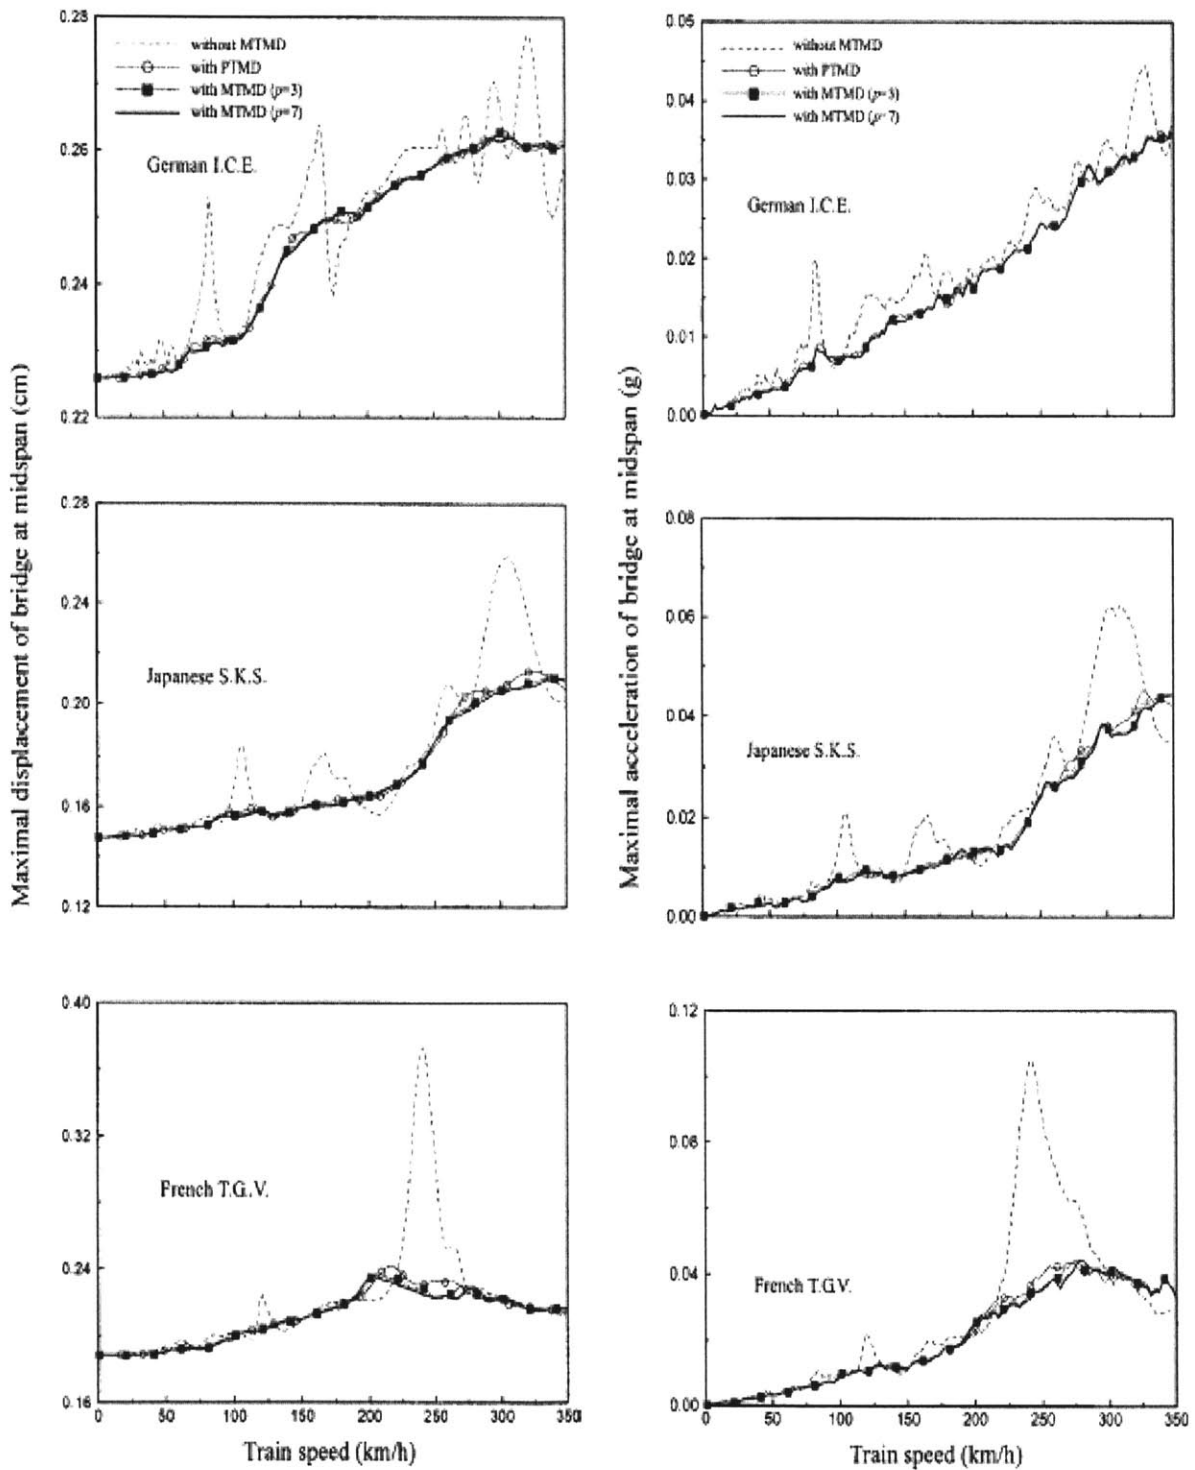 0.28
without MTMD
with PTMD
with MTMD (p=3)
with MTMD (p=7)
0.26
German I.C.E.
0.24
0.22
0.28
0.24
Japanese S.K.S.
0.20
0.16
0.12
0.40
0.32
French T.G.V.
0.24
0.16
0 50 100 150 200 250 300 350
Train speed (km/h)
Maximal displacement of bridge at midspan (cm)
0.05
without MTMD
with PTMD
with MTMD (p=3)
with MTMD (p=7)
0.04
0.03
German I.C.E.
0.02
0.01
0.00
0.08
0.06
0.04
Japanese S.K.S.
0.02
0.00
0.12
0.08
0.04
French T.G.V.
0.00
0 50 100 150 200 250 300 350
Train speed (km/h)
Maximal acceleration of bridge at midspan (g)